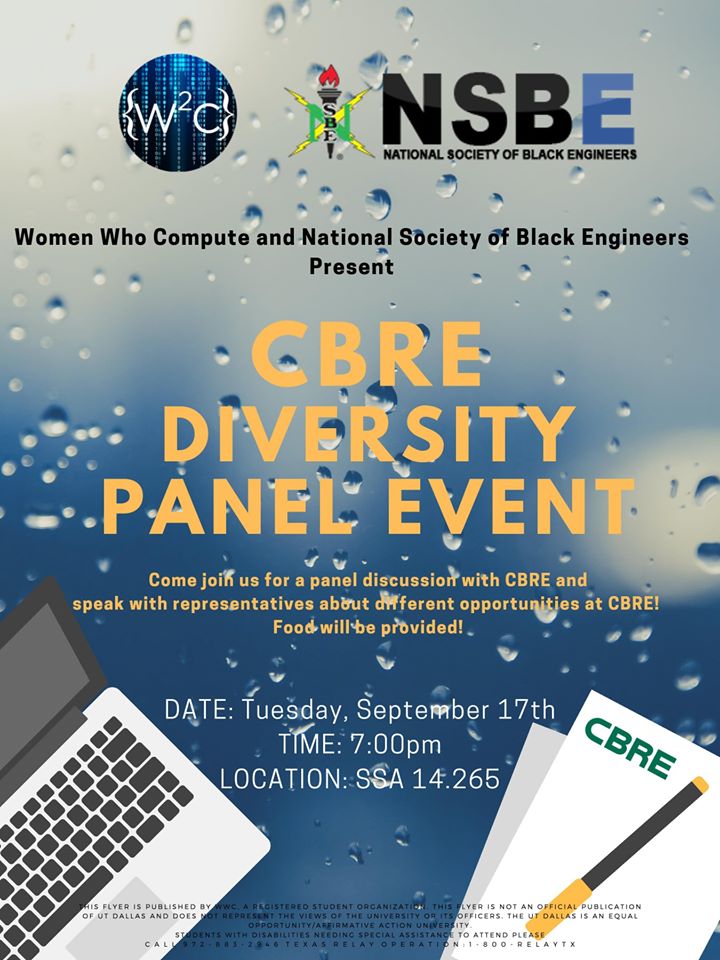 {W²C}
NSBE
NSBE
NATIONAL SOCIETY OF BLACK ENGINEERS
Women Who Compute and National Society of Black Engineers
Present
CBRE
DIVERSITY
PANEL EVENT
Come join us for a panel discussion with CBRE and
speak with representatives about different opportunities at CBRE!
Food will be provided!
DATE: Tuesday, September 17th
TIME: 7:00pm
LOCATION: SSA 14.265
CBRE
THIS FLYER IS PUBLISHED BY WWC, A REGISTERED STUDENT ORGANIZATION. THIS FLYER IS NOT AN OFFICIAL PUBLICATION
OF UT DALLAS AND DOES NOT REPRESENT THE VIEWS OF THE UNIVERSITY OR ITS OFFICERS. THE UT DALLAS IS AN EQUAL
OPPORTUNITY/AFFIRMATIVE ACTION UNIVERSITY.
STUDENTS WITH DISABILITIES NEEDING SPECIAL ASSISTANCE TO ATTEND PLEASE
CALL 972-883-2946 TEXAS RELAY OPERATION:1-800-RELAYTX